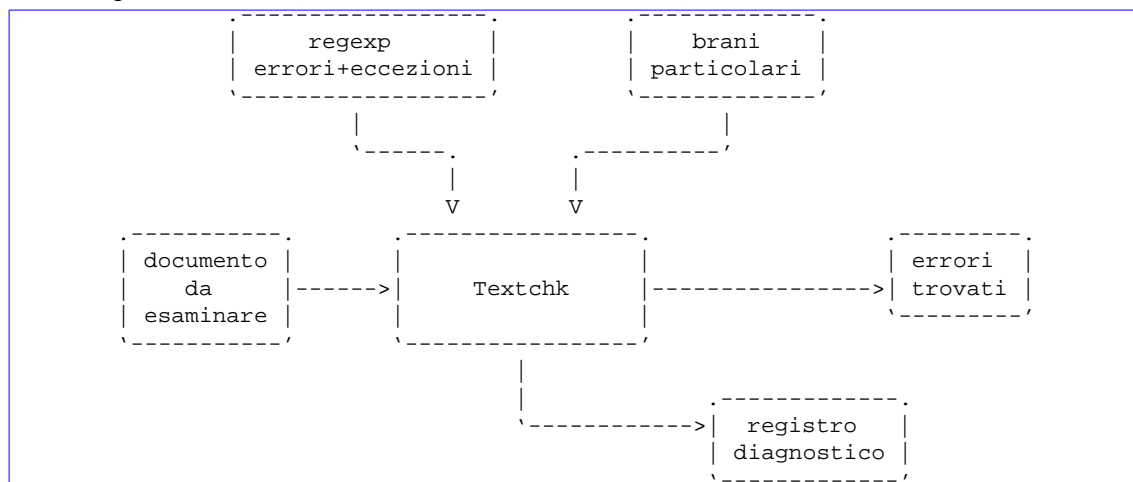 regexp
errori+eccezioni
brani
particolari
V
V
documento
da
esaminare
Textchk
errori
trovati
registro
diagnostico